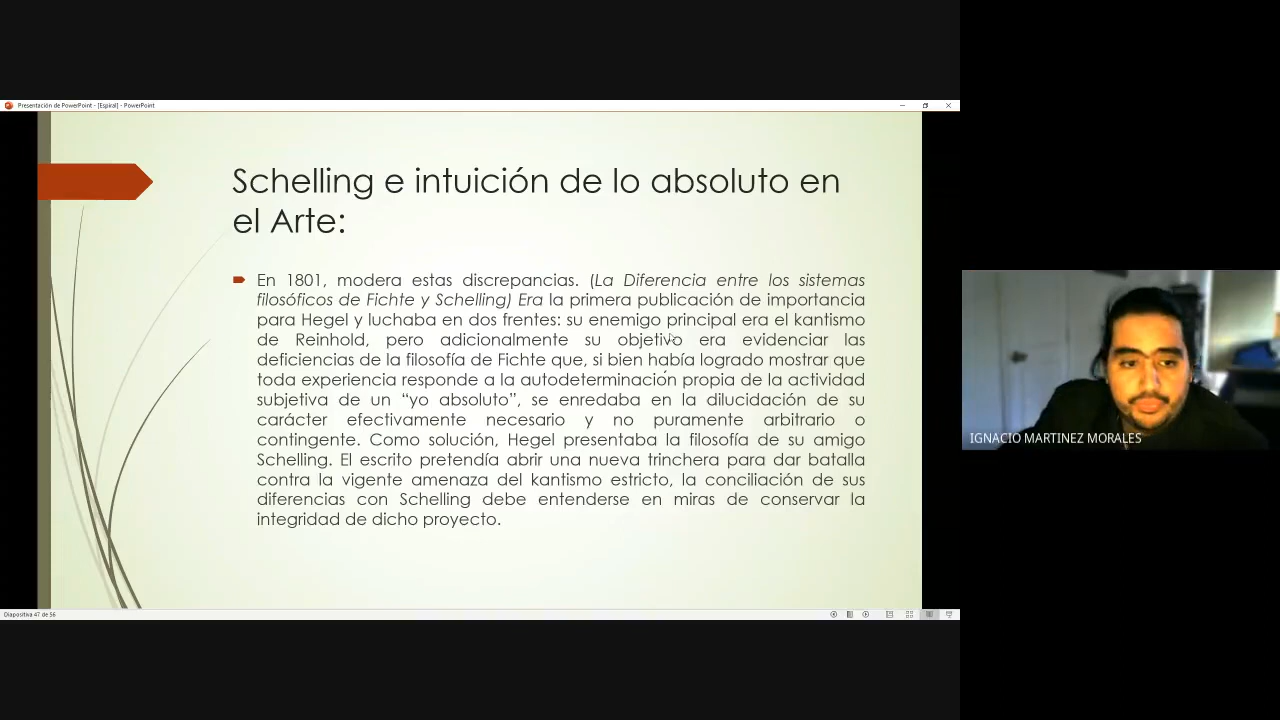 Presentación de PowerPoint - [Espiral] - PowerPoint
Schelling e intuición de lo absoluto en
el Arte:
En 1801, modera estas discrepancias. (La Diferencia entre los sistemas
filosóficos de Fichte y Schelling) Era la primera publicación de importancia
para Hegel y luchaba en dos frentes: su enemigo principal era el kantismo
de Reinhold, pero adicionalmente su objetivo era evidenciar las
deficiencias de la filosofía de Fichte que, si bien había logrado mostrar que
toda experiencia responde a la autodeterminación propia de la actividad
subjetiva de un “yo absoluto”, se enredaba en la dilucidación de su
carácter efectivamente necesario y no puramente arbitrario o
contingente. Como solución, Hegel presentaba la filosofía de su amigo
Schelling. El escrito pretendía abrir una nueva trinchera para dar batalla
contra la vigente amenaza del kantismo estricto, la conciliación de sus
diferencias con Schelling debe entenderse en miras de conservar la
integridad de dicho proyecto.
IGNACIO MARTINEZ MORALES
Diapositiva 47 de 56